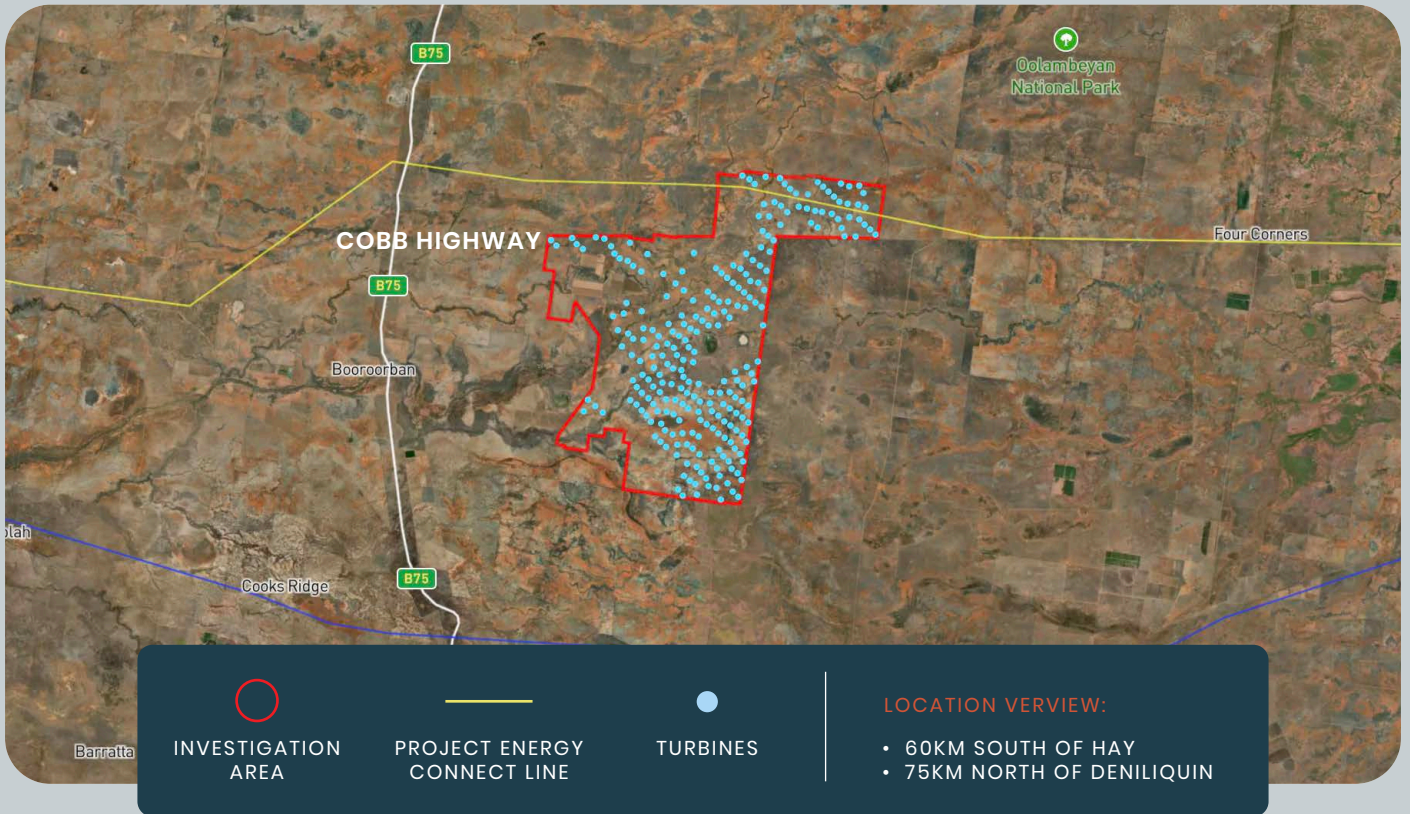 B75
Oolambeyan
National Park
COBB HIGHWAY
Four Corners
B75
Booroorban
Cooks Ridge
B75
Barratta
INVESTIGATION
AREA
PROJECT ENERGY
CONNECT LINE
TURBINES
LOCATION VERVIEW:
• 60KM SOUTH OF HAY
• 75KM NORTH OF DENILIQUIN